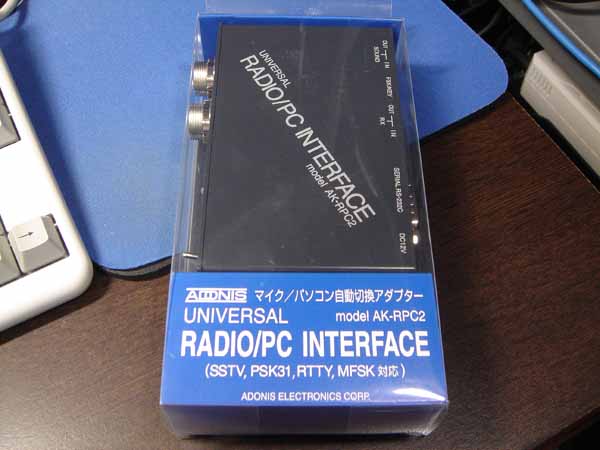 UNIVERSAL
RADIO/PC INTERFACE
model AK-RPC2
OUT IN
SOUND
FSK/KEY
OUT IN
RX
SERIAL RS-232C
DC12V
ADONIS マイク／パソコン自動切換アダプター
UNIVERSAL model AK-RPC2
RADIO/PC INTERFACE
(SSTV, PSK31, RTTY, MFSK 対応)
ADONIS ELECTRONICS CORP.
→